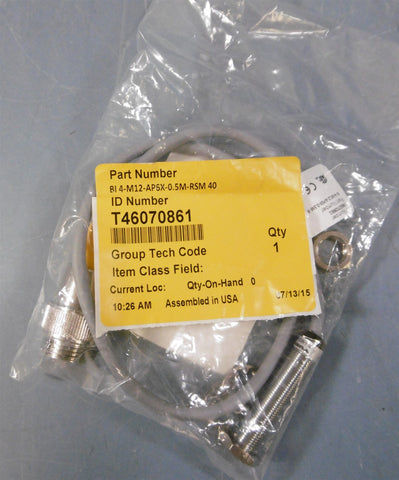 Part Number
BI 4-M12-AP5X-0.5M-RSM 40
ID Number
T46070861
Qty
Group Tech Code
1
Item Class Field:
Current Loc: Qty-On-Hand 0
10:26 AM Assembled in USA 07/13/15